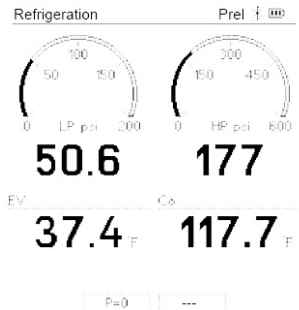 Refrigeration Prel
100 300
50 150 150 450
0 LP psi 200 0 HP psi 600
50.6 177
EV Co
37.4 °F 117.7 °F
P=0 ---